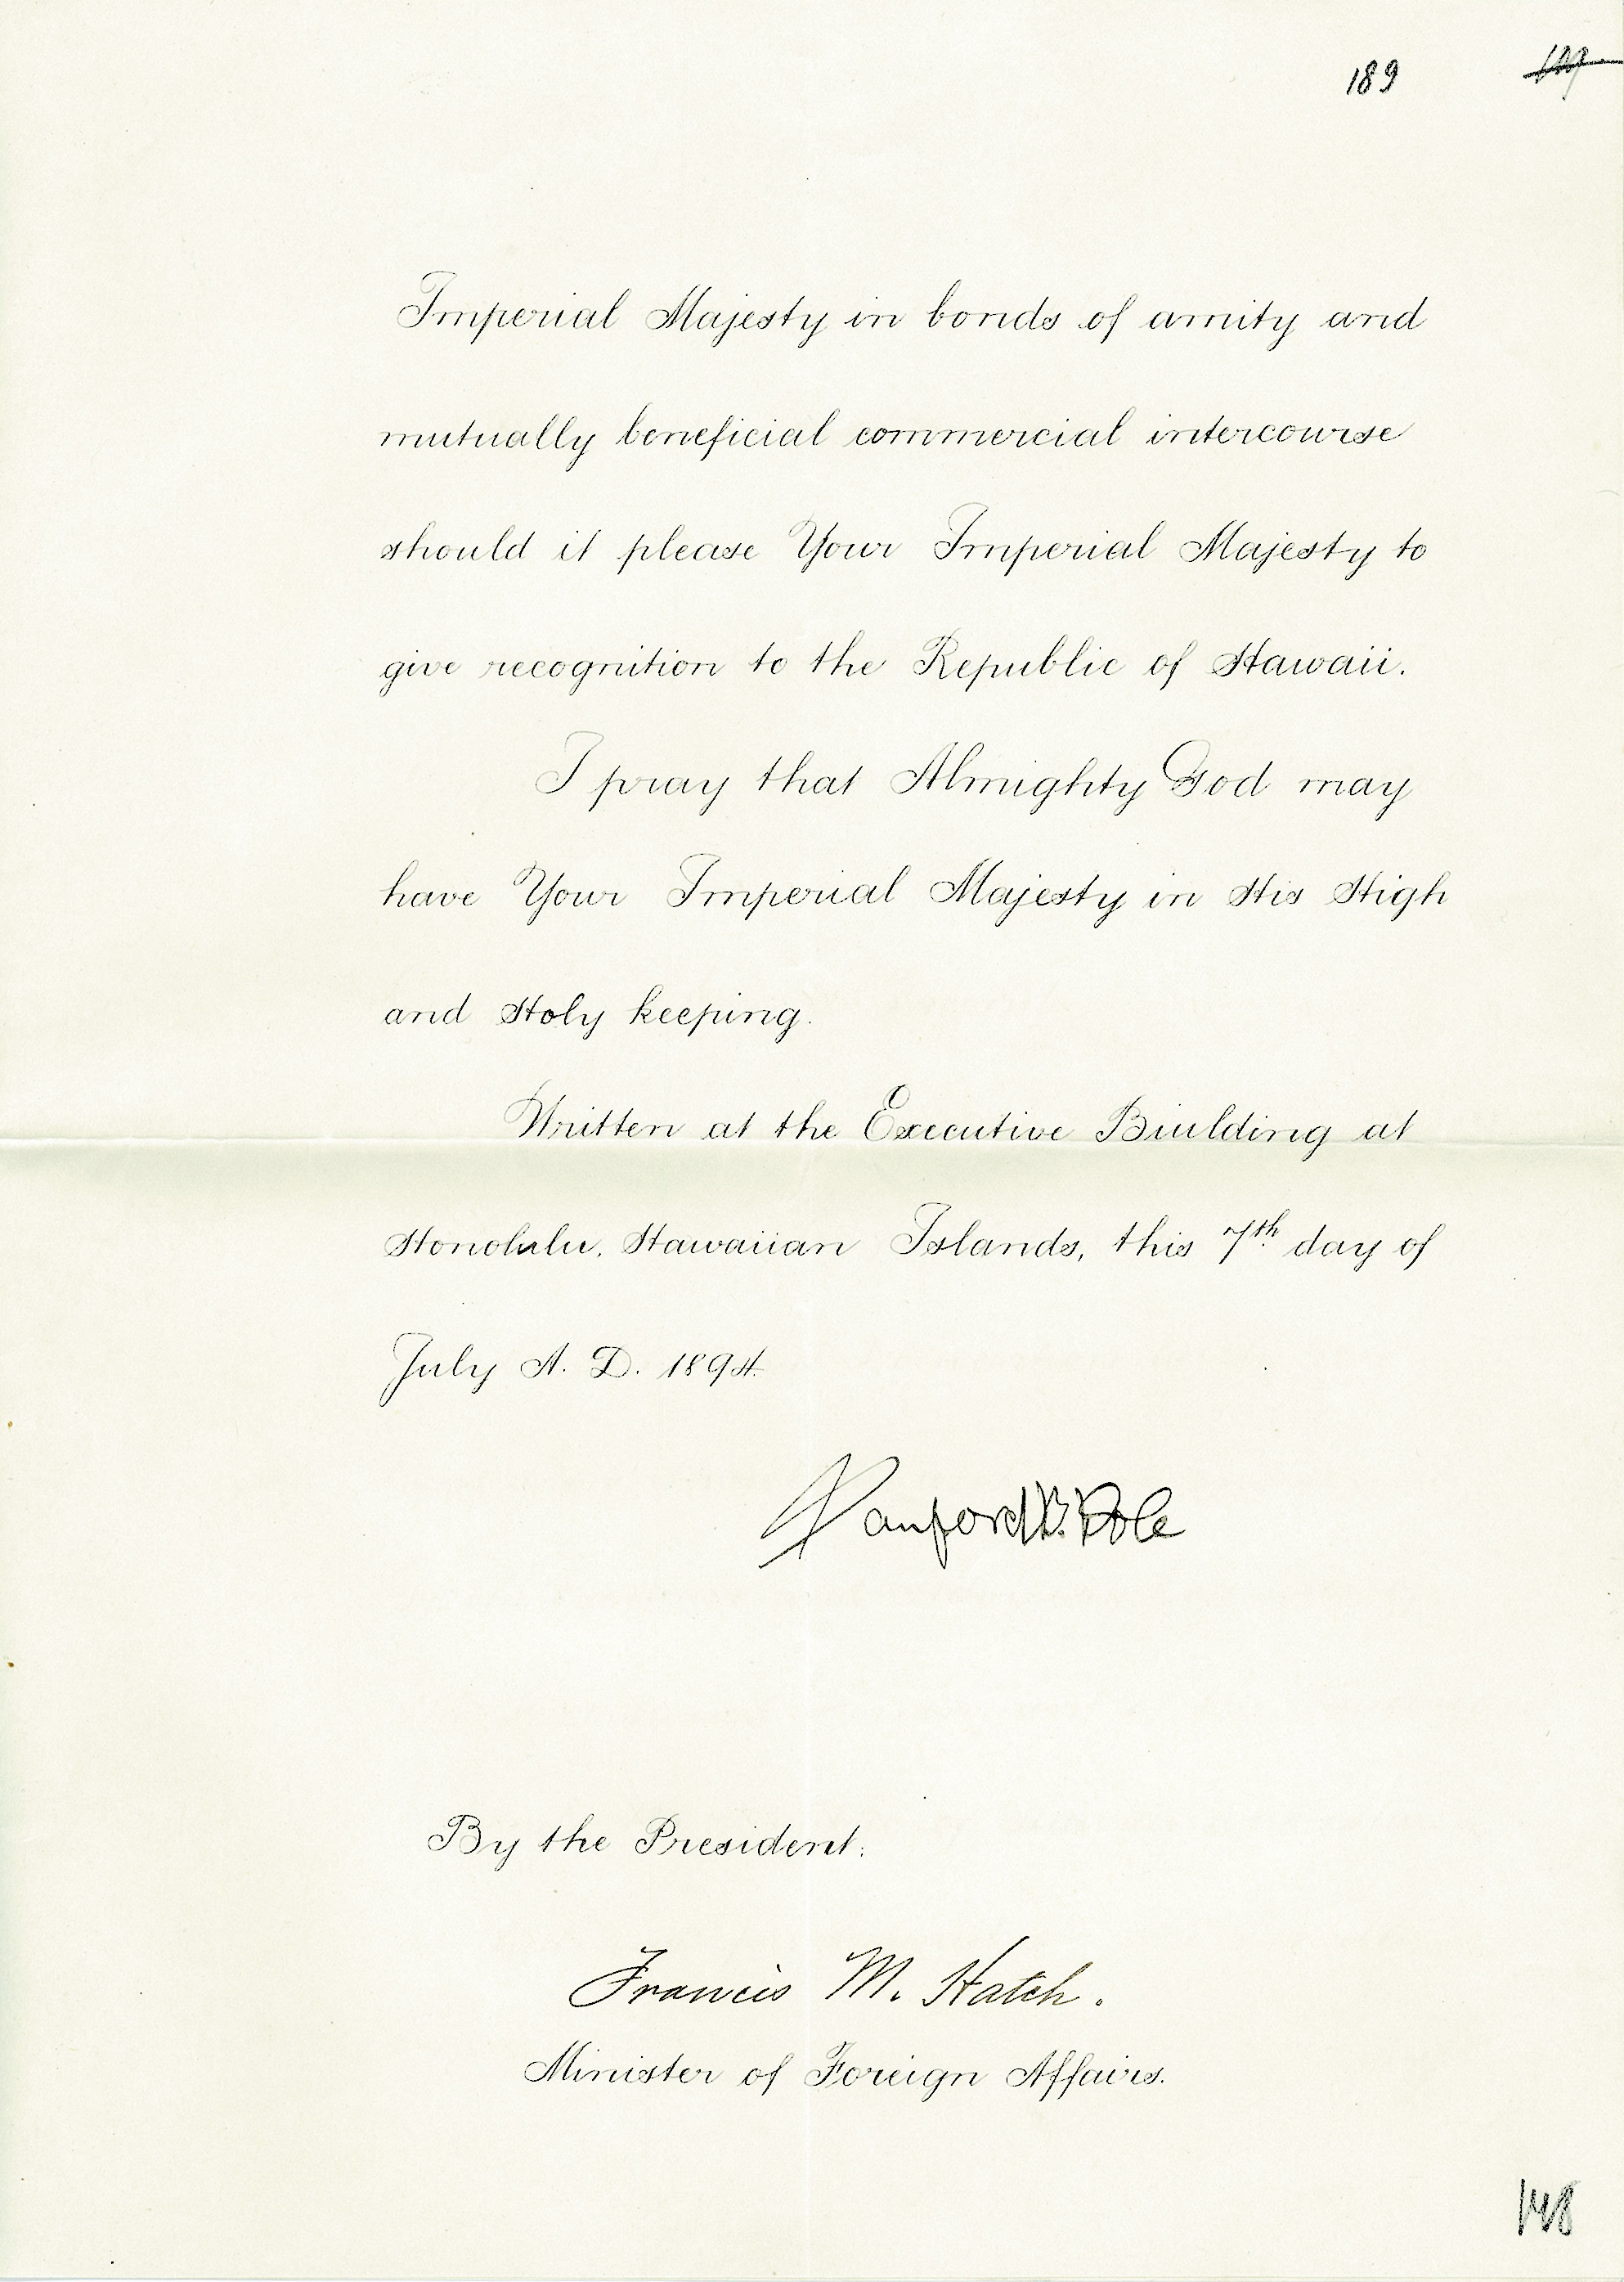 189
Imperial Majesty in bonds of amity and
mutually beneficial commercial intercourse
should it please Your Imperial Majesty to
give recognition to the Republic of Hawaii.
I pray that Almighty God may
have Your Imperial Majesty in His High
and Holy keeping.
Written at the Executive Building at
Honolulu, Hawaiian Islands, this 7th day of
July A. D. 1894.
Sanford B. Dole
By the President:
Francis M. Hatch.
Minister of Foreign Affairs.
148